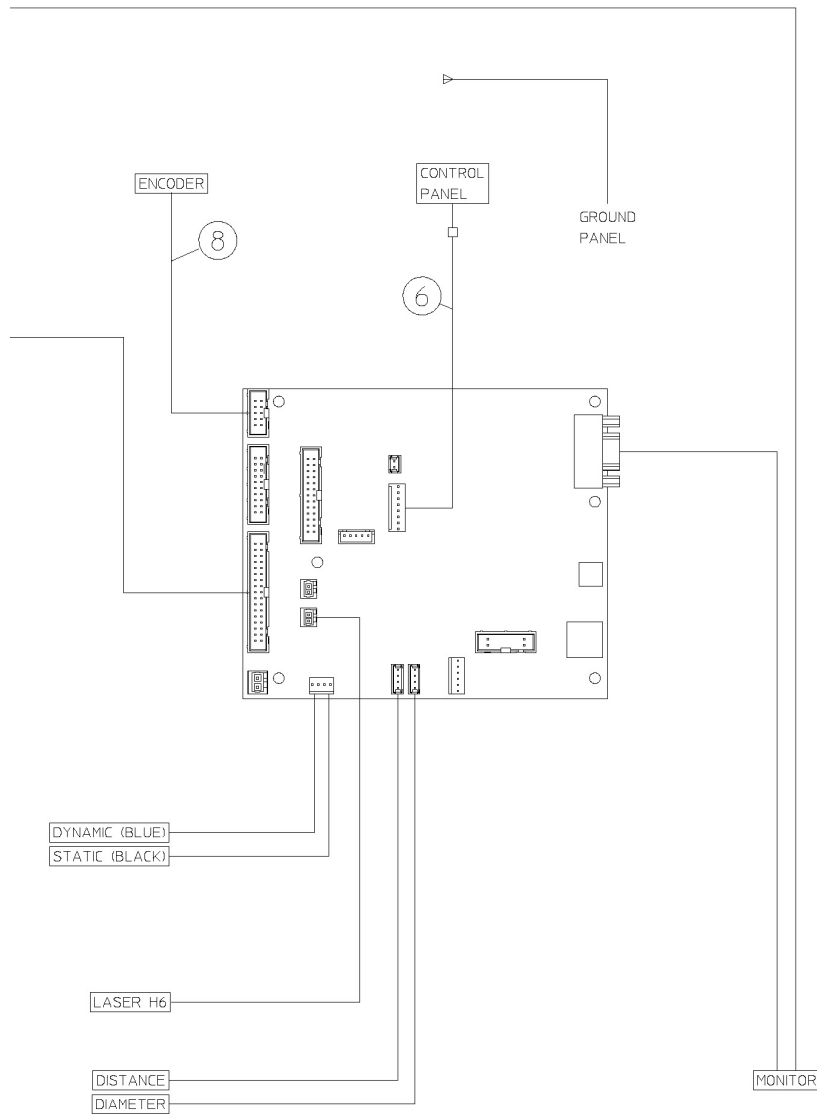 ENCODER
CONTROL
PANEL
8
GROUND
PANEL
6
DYNAMIC (BLUE)
STATIC (BLACK)
LASER H6
DISTANCE
MONITOR
DIAMETER